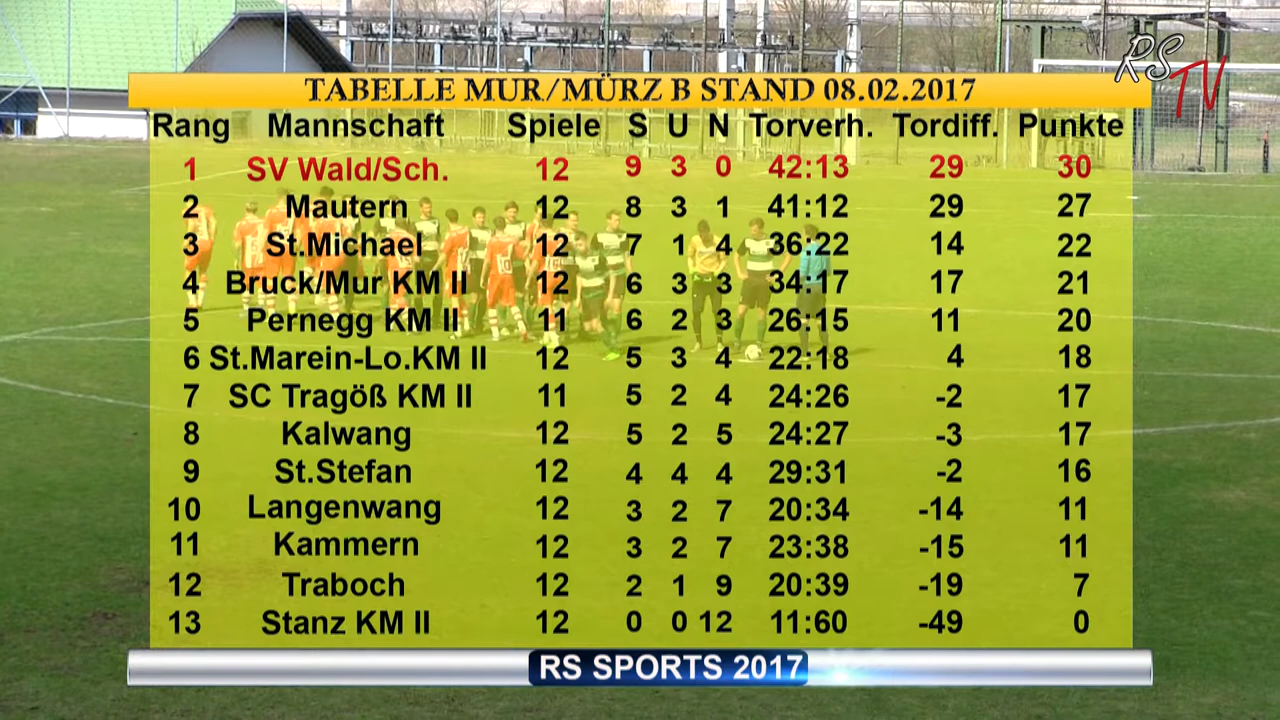 RS TV
TABELLE MUR/MÜRZ B STAND 08.02.2017
Rang Mannschaft Spiele S U N Torverh. Tordiff. Punkte
1 SV Wald/Sch. 12 9 3 0 42:13 29 30
2 Mautern 12 8 3 1 41:12 29 27
3 St.Michael 12 7 1 4 36:22 14 22
4 Bruck/Mur KM II 12 6 3 3 34:17 17 21
5 Pernegg KM II 11 6 2 3 26:15 11 20
6 St.Marein-Lo.KM II 12 5 3 4 22:18 4 18
7 SC Tragöß KM II 11 5 2 4 24:26 -2 17
8 Kalwang 12 5 2 5 24:27 -3 17
9 St.Stefan 12 4 4 4 29:31 -2 16
10 Langenwang 12 3 2 7 20:34 -14 11
11 Kammern 12 3 2 7 23:38 -15 11
12 Traboch 12 2 1 9 20:39 -19 7
13 Stanz KM II 12 0 0 12 11:60 -49 0
RS SPORTS 2017